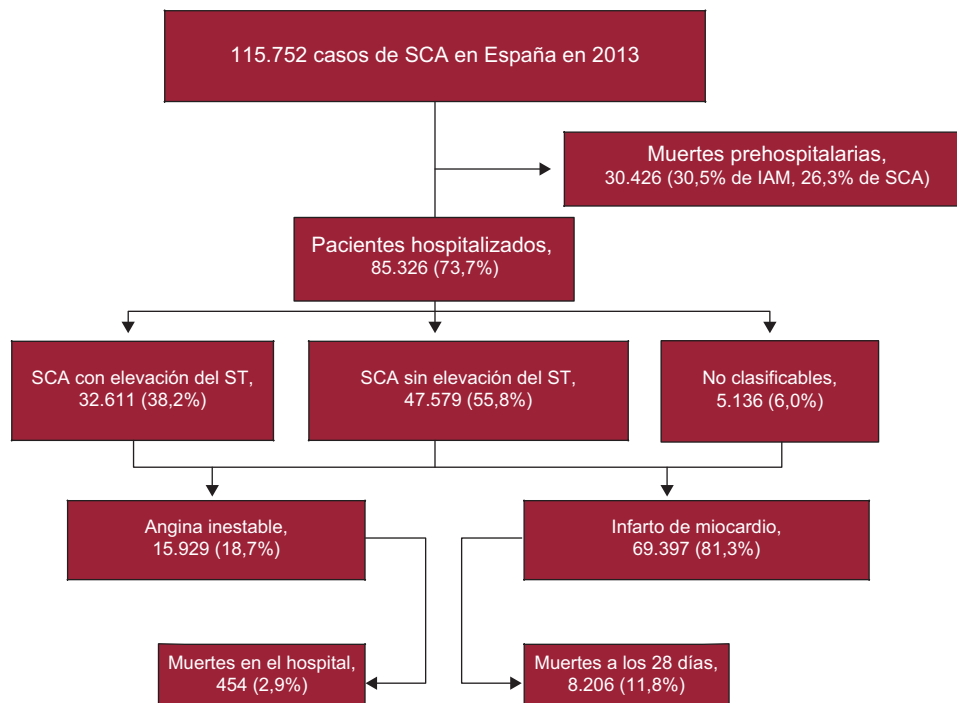 115.752 casos de SCA en España en 2013
Muertes prehospitalarias,
30.426 (30,5% de IAM, 26,3% de SCA)
Pacientes hospitalizados,
85.326 (73,7%)
SCA con elevación del ST,
32.611 (38,2%)
SCA sin elevación del ST,
47.579 (55,8%)
No clasificables,
5.136 (6,0%)
Angina inestable,
15.929 (18,7%)
Infarto de miocardio,
69.397 (81,3%)
Muertes en el hospital,
454 (2,9%)
Muertes a los 28 días,
8.206 (11,8%)